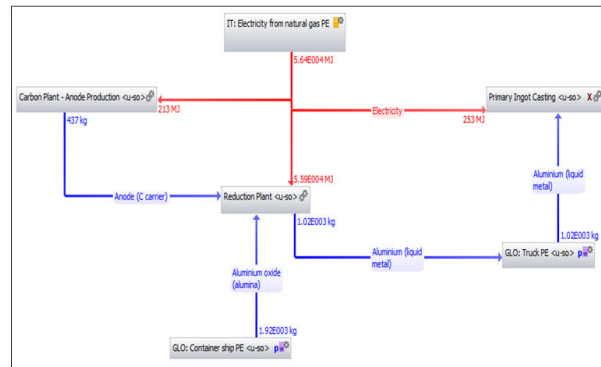 IT: Electricity from natural gas PE
5.64E004 MJ
Carbon Plant - Anode Production <u-so>
213 MJ
437 kg
Electricity
Primary Ingot Casting <u-so> X
253 MJ
5.59E004 MJ
Anode (C carrier)
Reduction Plant <u-so>
1.02E003 kg
Aluminium (liquid
metal)
1.02E003 kg
Aluminium (liquid
metal)
GLO: Truck PE <u-so> p
Aluminium oxide
(alumina)
1.92E003 kg
GLO: Container ship PE <u-so> p